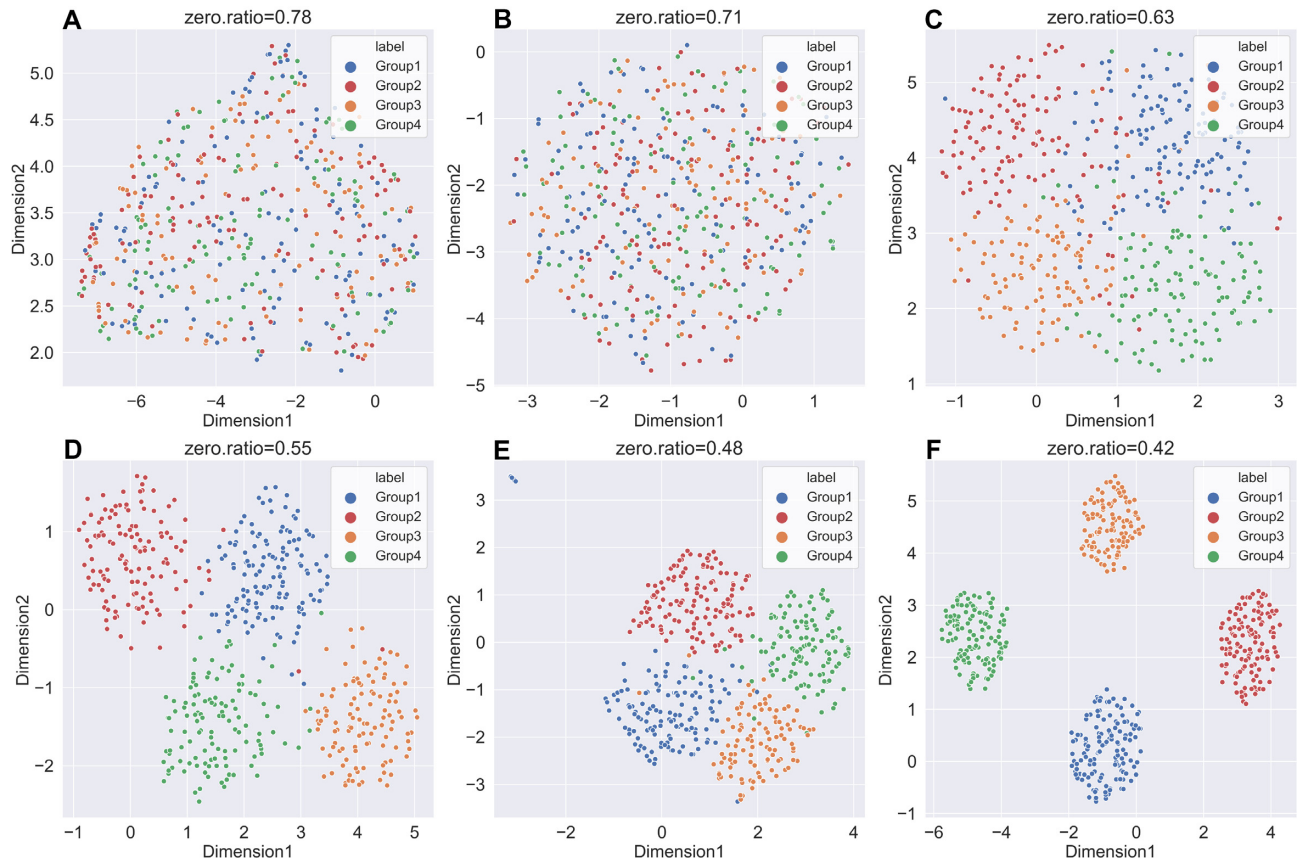 A
zero.ratio=0.78
label
Group1
Group2
Group3
Group4
5.0
4.5
4.0
3.5
3.0
2.5
2.0
Dimension2
−6
−4
−2
0
Dimension1
B
zero.ratio=0.71
label
Group1
Group2
Group3
Group4
0
−1
−2
−3
−4
−5
Dimension2
−3
−2
−1
0
1
Dimension1
C
zero.ratio=0.63
label
Group1
Group2
Group3
Group4
5
4
3
2
1
Dimension2
−1
0
1
2
3
Dimension1
D
zero.ratio=0.55
label
Group1
Group2
Group3
Group4
1
0
−1
−2
Dimension2
−1
0
1
2
3
4
5
Dimension1
E
zero.ratio=0.48
label
Group1
Group2
Group3
Group4
3
2
1
0
−1
−2
−3
Dimension2
−2
0
2
4
Dimension1
F
zero.ratio=0.42
label
Group1
Group2
Group3
Group4
5
4
3
2
1
0
−1
Dimension2
−6
−4
−2
0
2
4
Dimension1